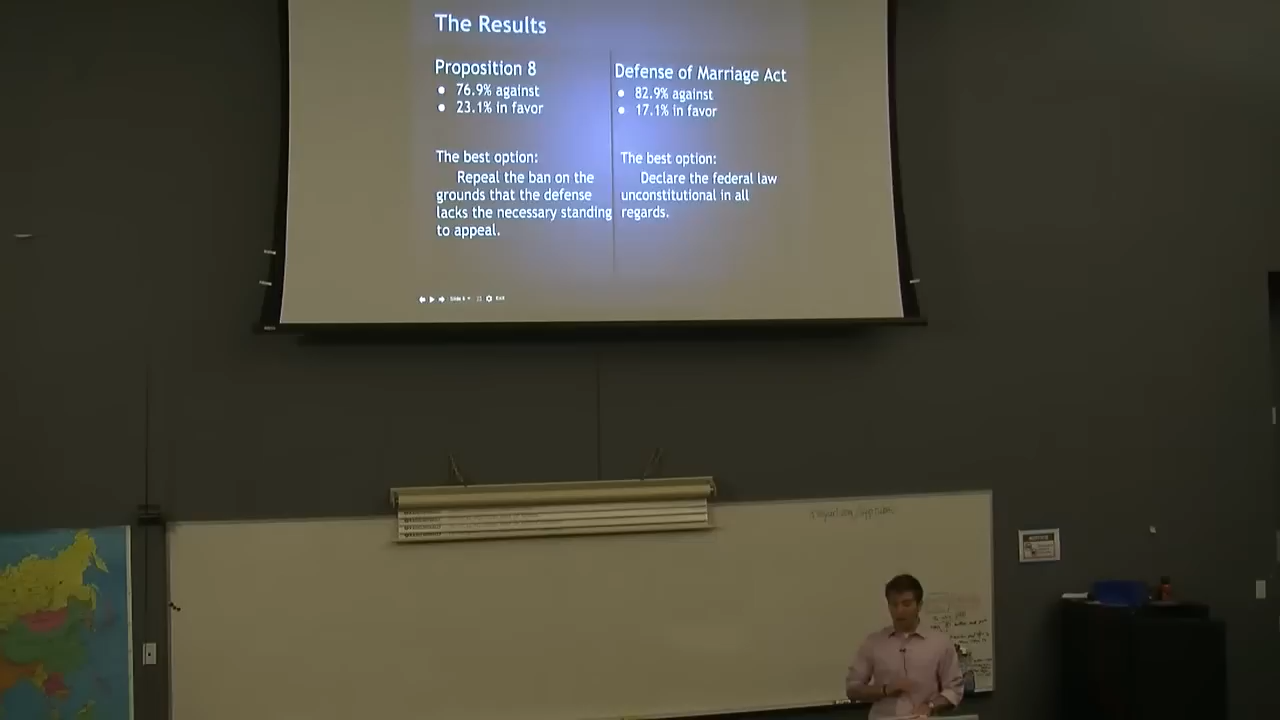 The Results
Proposition 8
76.9% against
23.1% in favor
The best option:
Repeal the ban on the
grounds that the defense
lacks the necessary standing
to appeal.
Defense of Marriage Act
82.9% against
17.1% in favor
The best option:
Declare the federal law
unconstitutional in all
regards.
Exit